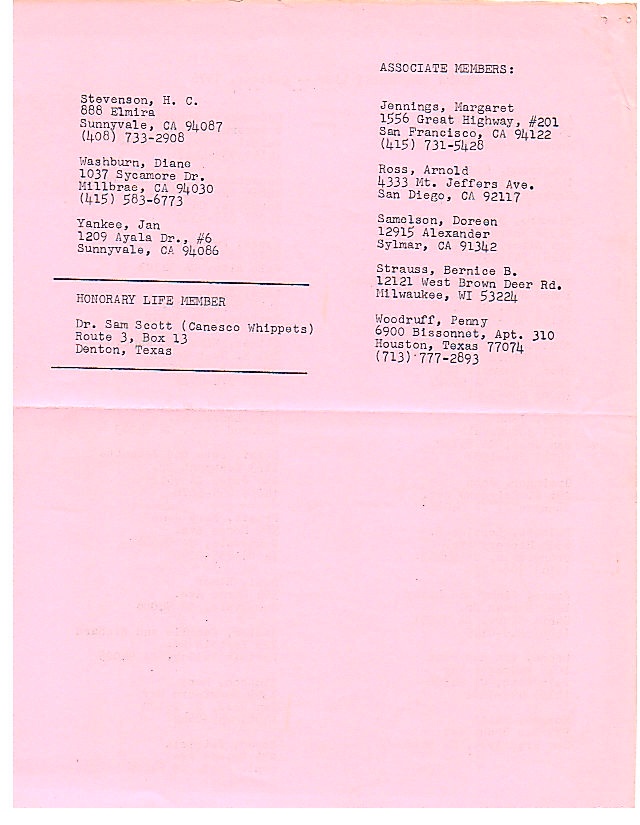 Stevenson, H. C.
888 Elmira
Sunnyvale, CA 94087
(408) 733-2908
Washburn, Diane
1037 Sycamore Dr.
Millbrae, CA 94030
(415) 583-6773
Yankee, Jan
1209 Ayala Dr., #6
Sunnyvale, CA 94086
HONORARY LIFE MEMBER
Dr. Sam Scott (Canesco Whippets)
Route 3, Box 13
Denton, Texas
ASSOCIATE MEMBERS:
Jennings, Margaret
1556 Great Highway, #201
San Francisco, CA 94122
(415) 731-5428
Ross, Arnold
4333 Mt. Jeffers Ave.
San Diego, CA 92117
Samelson, Doreen
12915 Alexander
Sylmar, CA 91342
Strauss, Bernice B.
12121 West Brown Deer Rd.
Milwaukee, WI 53224
Woodruff, Penny
6900 Bissonnet, Apt. 310
Houston, Texas 77074
(713) 777-2893